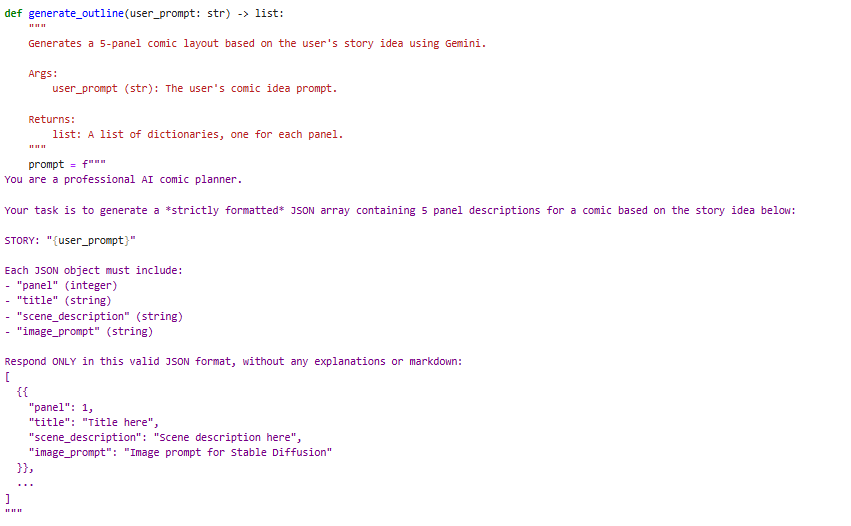 def generate_outline(user_prompt: str) -> list:
    """
    Generates a 5-panel comic layout based on the user's story idea using Gemini.

    Args:
        user_prompt (str): The user's comic idea prompt.

    Returns:
        list: A list of dictionaries, one for each panel.
    """
    prompt = f"""
You are a professional AI comic planner.

Your task is to generate a *strictly formatted* JSON array containing 5 panel descriptions for a comic based on the story idea below:

STORY: "{user_prompt}"

Each JSON object must include:
- "panel" (integer)
- "title" (string)
- "scene_description" (string)
- "image_prompt" (string)

Respond ONLY in this valid JSON format, without any explanations or markdown:
[
  {{
    "panel": 1,
    "title": "Title here",
    "scene_description": "Scene description here",
    "image_prompt": "Image prompt for Stable Diffusion"
  }},
  ...
]
"""